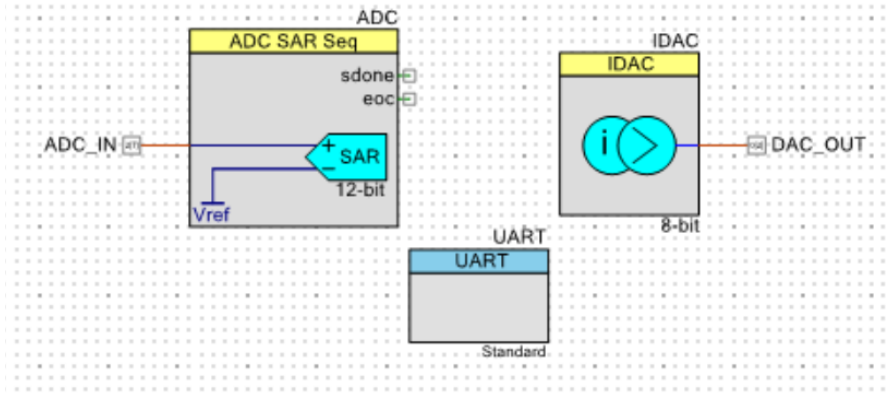 ADC
ADC SAR Seq
sdone
eoc
ADC_IN
+
SAR
−
12-bit
Vref
IDAC
IDAC
i
DAC_OUT
8-bit
UART
UART
Standard